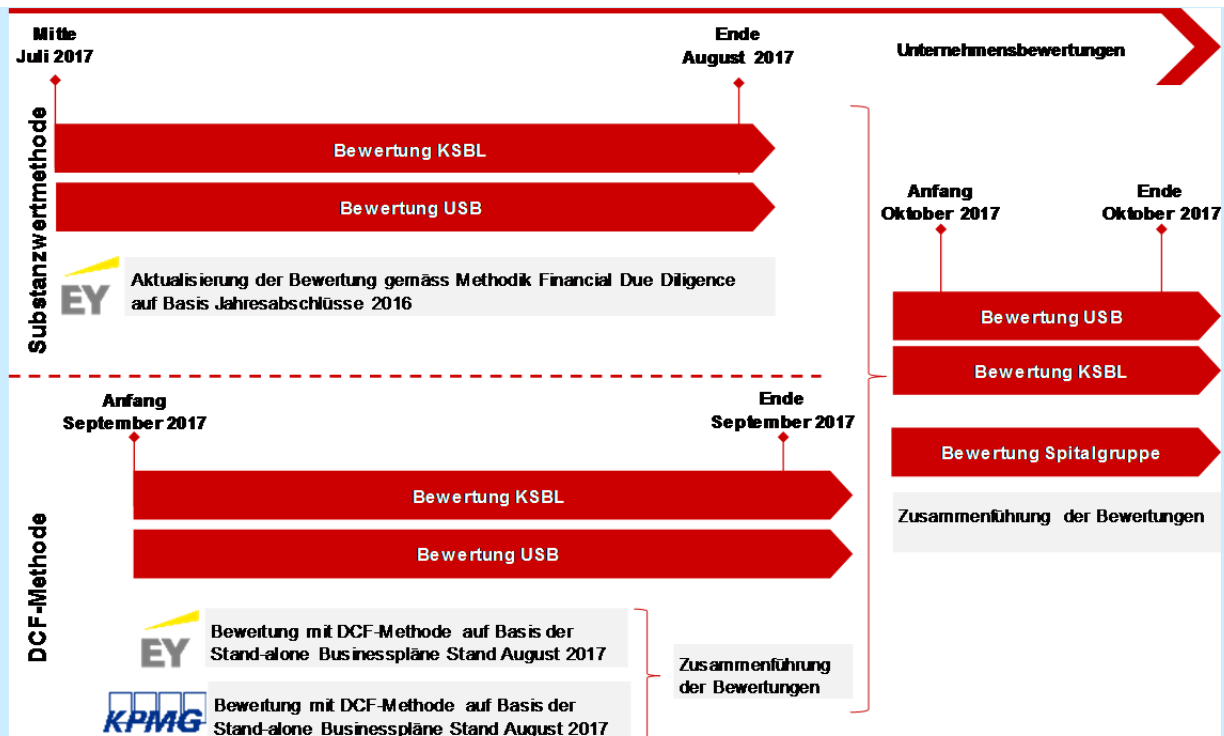 Mitte
Juli 2017
Ende
August 2017
Unternehmensbewertungen
Substanzwertmethode
Bewertung KSBL
Bewertung USB
EY
Aktualisierung der Bewertung gemäss Methodik Financial Due Diligence
auf Basis Jahresabschlüsse 2016
Anfang
Oktober 2017
Ende
Oktober 2017
Bewertung USB
Bewertung KSBL
Bewertung Spitalgruppe
Zusammenführung der Bewertungen
Anfang
September 2017
Ende
September 2017
DCF-Methode
Bewertung KSBL
Bewertung USB
EY
Bewertung mit DCF-Methode auf Basis der
Stand-alone Businesspläne Stand August 2017
KPMG
Bewertung mit DCF-Methode auf Basis der
Stand-alone Businesspläne Stand August 2017
Zusammenführung
der Bewertungen